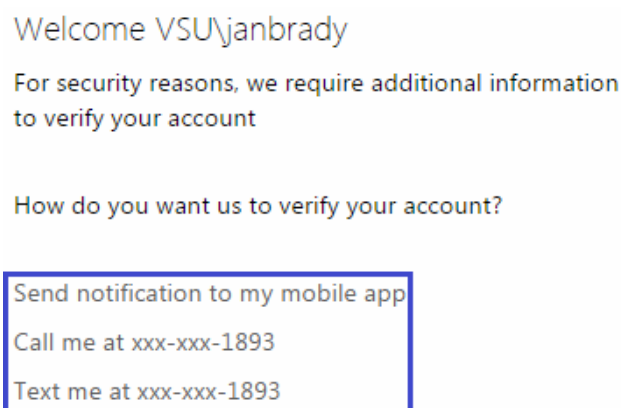 Welcome VSU\janbrady
For security reasons, we require additional information
to verify your account
How do you want us to verify your account?
Send notification to my mobile app
Call me at xxx-xxx-1893
Text me at xxx-xxx-1893